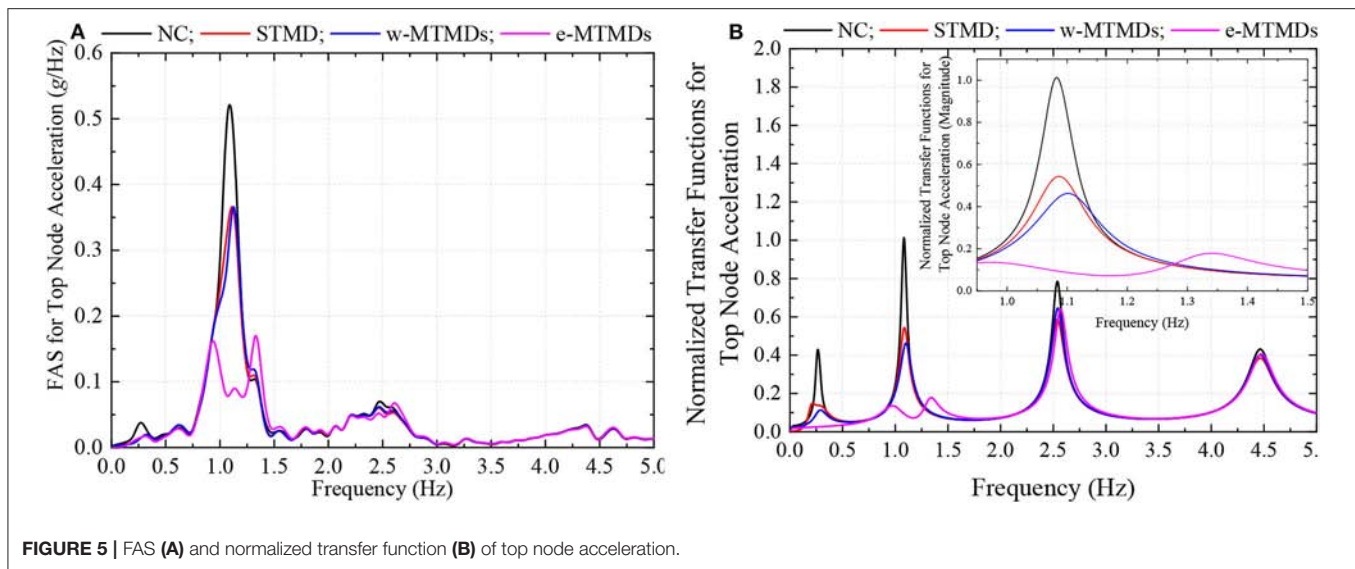 A
NC; STMD; w-MTMDs; e-MTMDs
FAS for Top Node Acceleration (g/Hz)
0.6
0.5
0.4
0.3
0.2
0.1
0.0
0.0 0.5 1.0 1.5 2.0 2.5 3.0 3.5 4.0 4.5 5.0
Frequency (Hz)
B
NC; STMD; w-MTMDs; e-MTMDs
Normalized Transfer Functions for
Top Node Acceleration
2.0
1.8
1.6
1.4
1.2
1.0
0.8
0.6
0.4
0.2
0.0
0.0 0.5 1.0 1.5 2.0 2.5 3.0 3.5 4.0 4.5 5.
Frequency (Hz)
Normalized Transfer Functions for
Top Node Acceleration (Magnitude)
1.0
0.8
0.6
0.4
0.2
0.0
1.0 1.1 1.2 1.3 1.4 1.5
Frequency (Hz)
FIGURE 5 | FAS (A) and normalized transfer function (B) of top node acceleration.